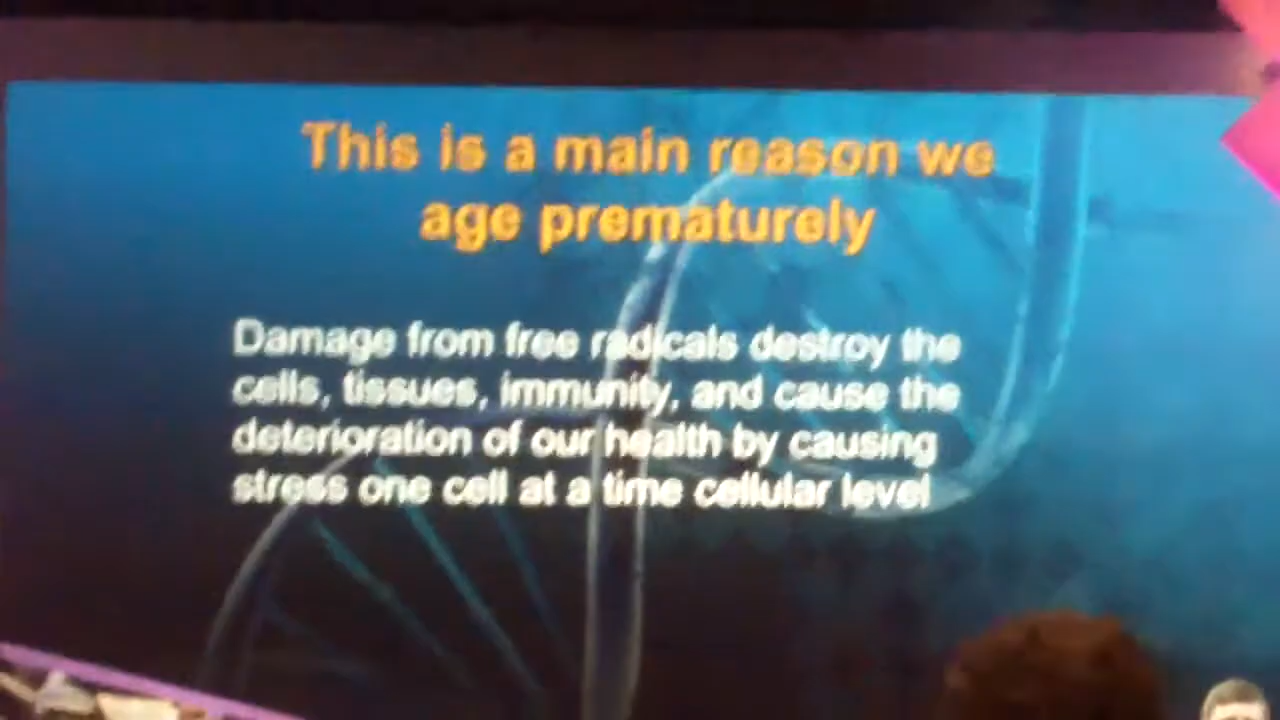 This is a main reason we
age prematurely
Damage from free radicals destroy the
cells, tissues, immunity, and cause the
deterioration of our health by causing
stress one cell at a time cellular level